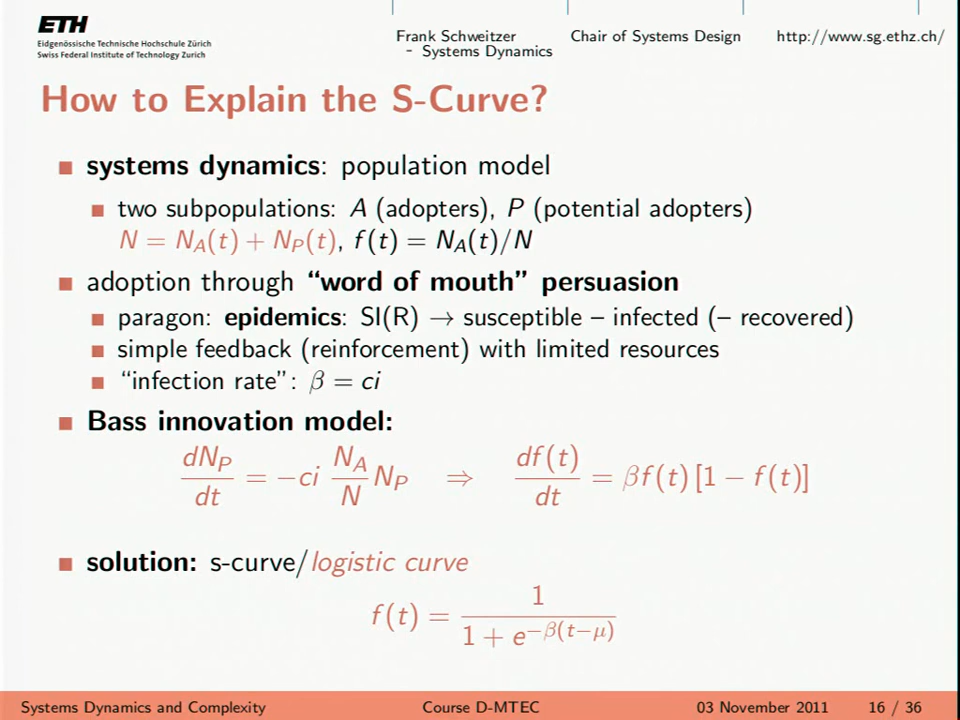 ETH
Eidgenössische Technische Hochschule Zürich
Swiss Federal Institute of Technology Zurich
Frank Schweitzer
- Systems Dynamics
Chair of Systems Design
http://www.sg.ethz.ch/
How to Explain the S-Curve?
systems dynamics: population model
two subpopulations: A (adopters), P (potential adopters)
N = N_A(t) + N_P(t), f(t) = N_A(t)/N
adoption through “word of mouth” persuasion
paragon: epidemics: SI(R) → susceptible – infected (– recovered)
simple feedback (reinforcement) with limited resources
“infection rate”: β = ci
Bass innovation model:
dN_P/dt = −ci N_A/N N_P ⇒ df(t)/dt = βf(t) [1 − f(t)]
solution: s-curve/logistic curve
f(t) = 1/(1 + e^{−β(t−μ)})
Systems Dynamics and Complexity
Course D-MTEC
03 November 2011
16 / 36